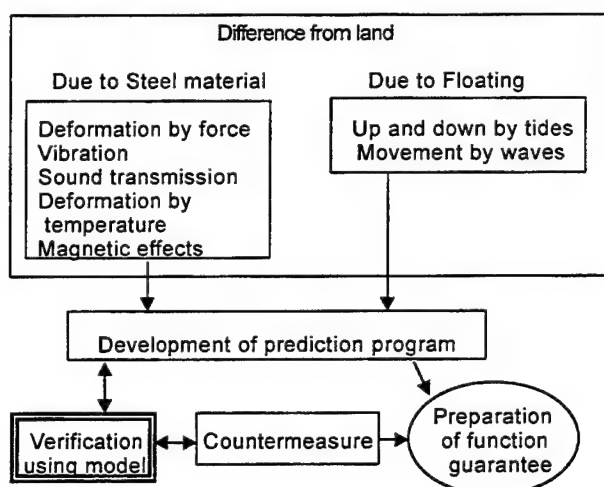 Difference from land
Due to Steel material
Deformation by force
Vibration
Sound transmission
Deformation by
temperature
Magnetic effects
Due to Floating
Up and down by tides
Movement by waves
Development of prediction program
Verification
using model
Countermeasure
Preparation
of function
guarantee